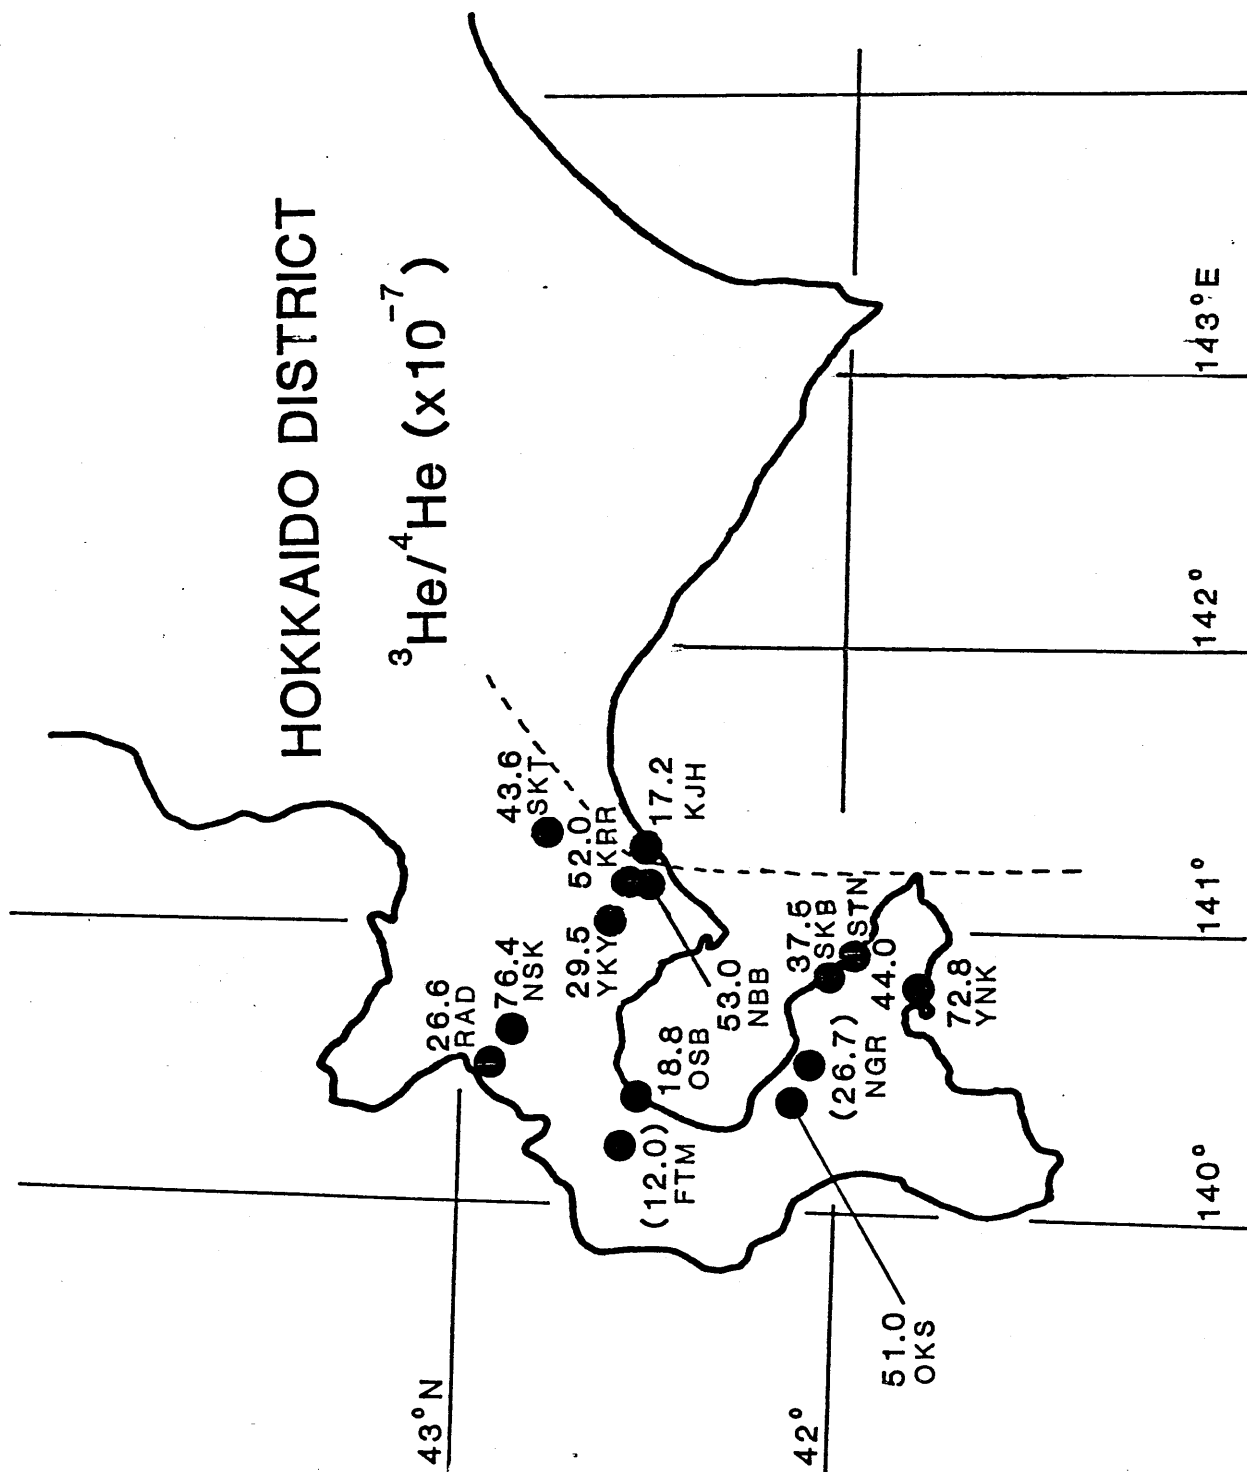 HOKKAIDO DISTRICT
³He/⁴He (x10⁻⁷)
43°N
42°
140°
141°
142°
143°E
26.6
RAD
76.4
NSK
43.6
SKT
29.5
YKY
52.0
KRR
17.2
KJH
53.0
NBB
18.8
OSB
(12.0)
FTM
37.5
SKB
STN
44.0
(26.7)
NGR
72.8
YNK
51.0
OKS